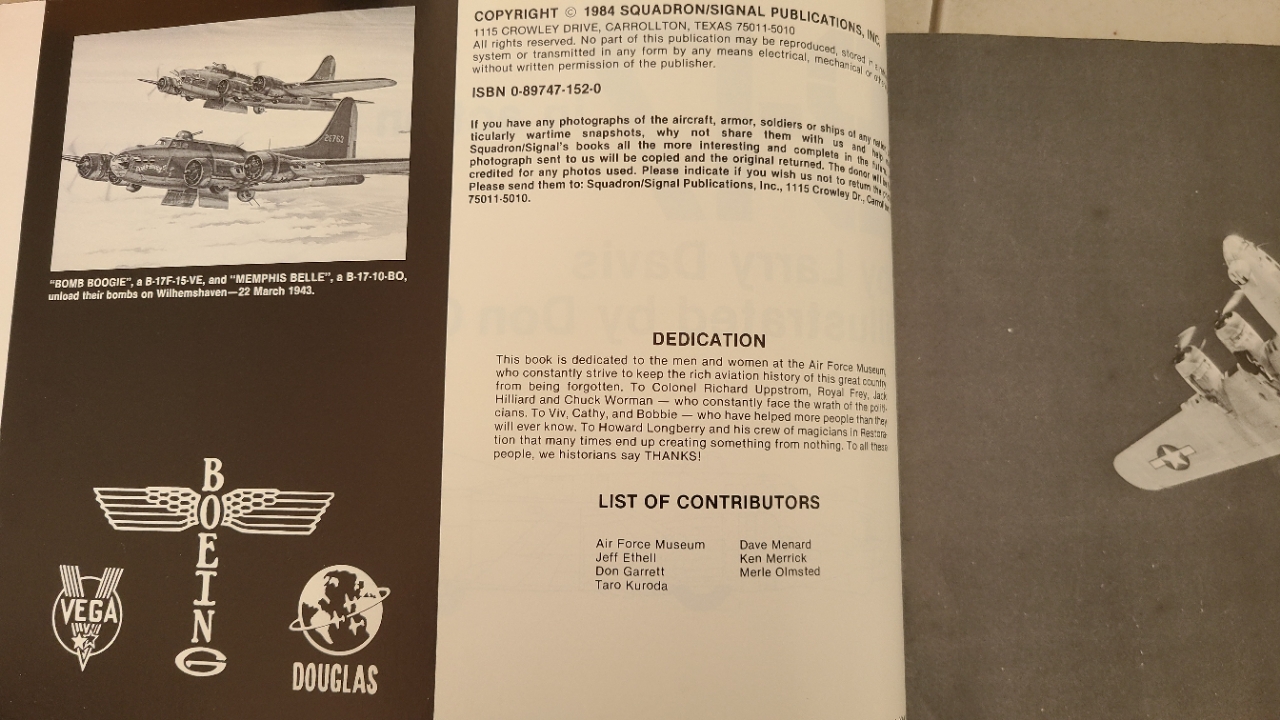 25763
"BOMB BOOGIE", a B-17F-15-VE, and "MEMPHIS BELLE", a B-17-10-BO,
unload their bombs on Wilhemshaven—22 March 1943.
BOEING
VEGA
DOUGLAS
COPYRIGHT © 1984 SQUADRON/SIGNAL PUBLICATIONS, INC.
1115 CROWLEY DRIVE, CARROLLTON, TEXAS 75011-5010
All rights reserved. No part of this publication may be reproduced, stored in a
system or transmitted in any form by any means electrical, mechanical or
without written permission of the publisher.
ISBN 0-89747-152-0
If you have any photographs of the aircraft, armor, soldiers or ships of any
ticularly wartime snapshots, why not share them with us and help
Squadron/Signal's books all the more interesting and complete in the
photograph sent to us will be copied and the original returned. The donor will
credited for any photos used. Please indicate if you wish us not to return the
Please send them to: Squadron/Signal Publications, Inc., 1115 Crowley Dr.,
75011-5010.
DEDICATION
This book is dedicated to the men and women at the Air Force Museum,
who constantly strive to keep the rich aviation history of this great country
from being forgotten. To Colonel Richard Uppstrom, Royal Frey, Jack
Hilliard and Chuck Worman — who constantly face the wrath of the politi-
cians. To Viv, Cathy, and Bobbie — who have helped more people than they
will ever know. To Howard Longberry and his crew of magicians in Restora-
tion that many times end up creating something from nothing. To all these
people, we historians say THANKS!
LIST OF CONTRIBUTORS
Air Force Museum
Jeff Ethell
Don Garrett
Taro Kuroda
Dave Menard
Ken Merrick
Merle Olmsted